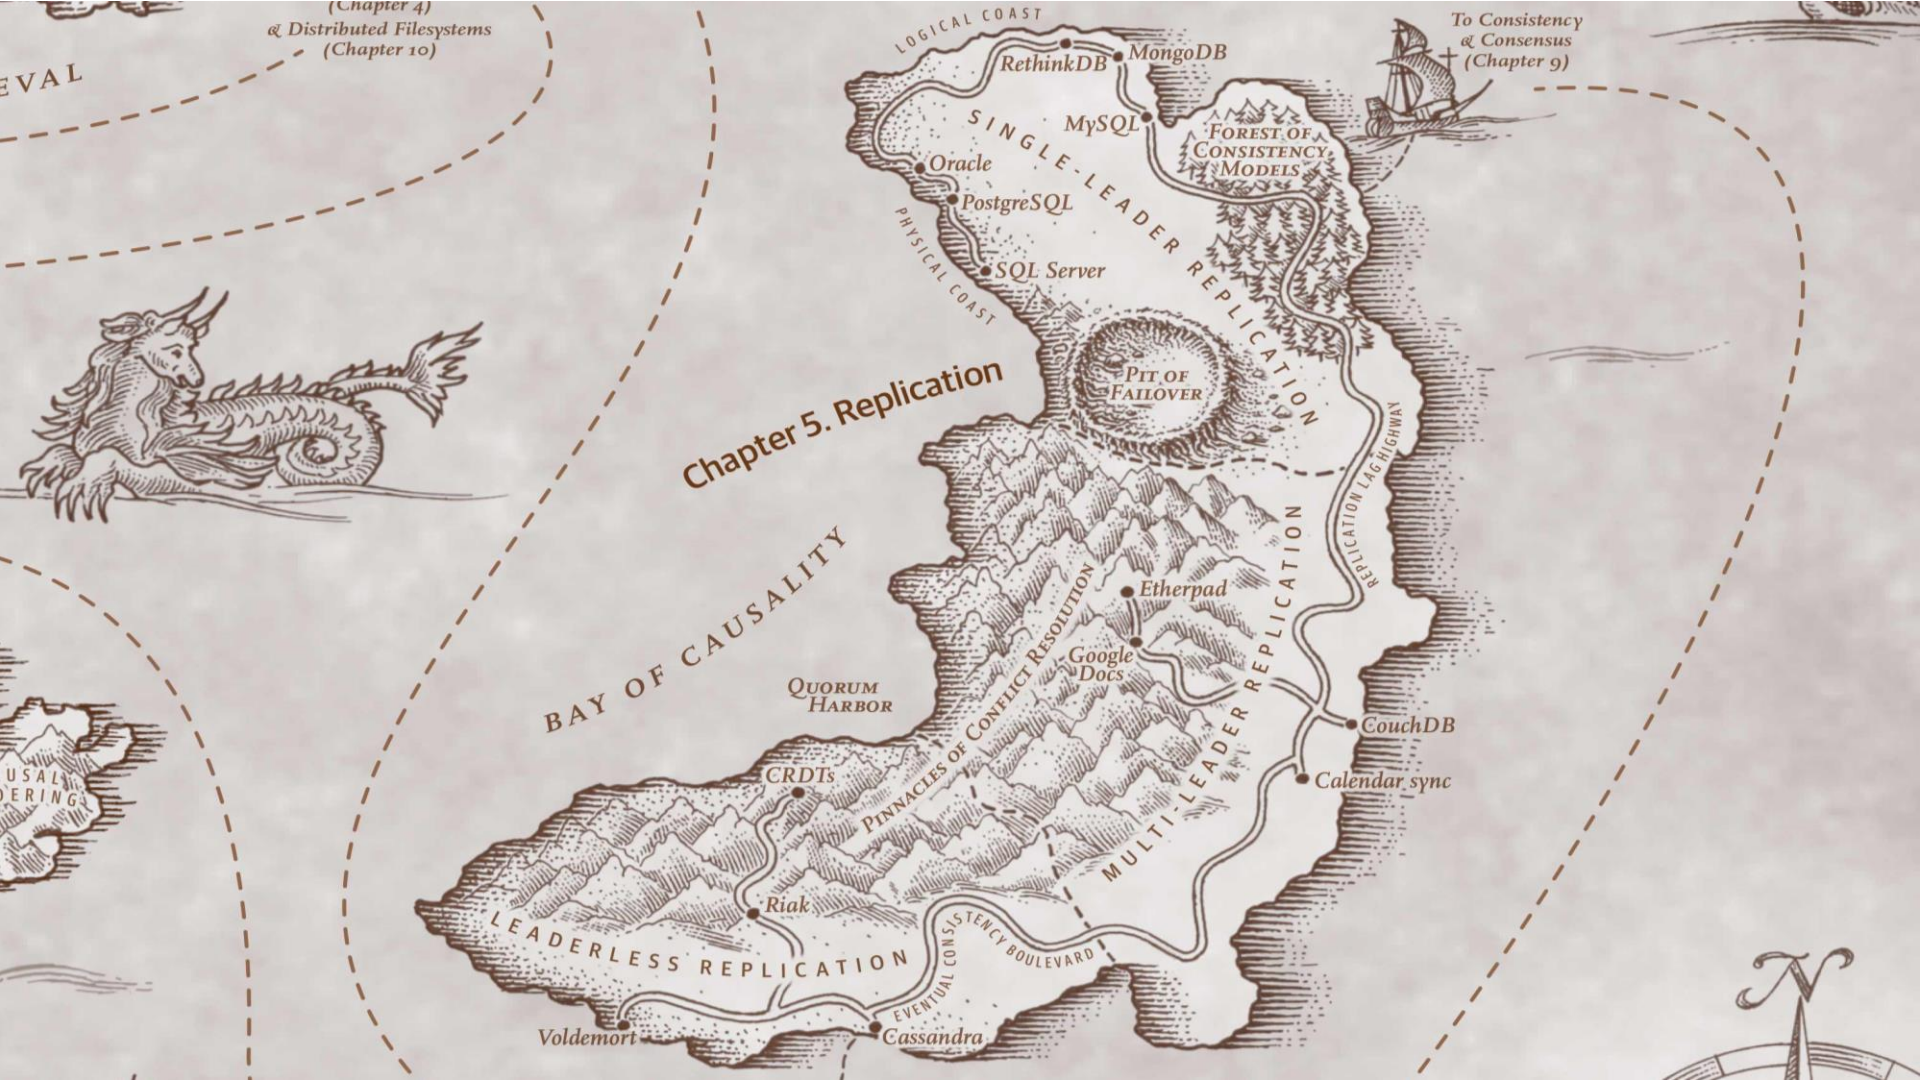 (Chapter 4)
& Distributed Filesystems
(Chapter 10)
EVAL
LOGICAL COAST
RethinkDB
MongoDB
To Consistency
& Consensus
(Chapter 9)
MySQL
SINGLE-LEADER REPLICATION
FOREST OF
CONSISTENCY
MODELS
Oracle
PostgreSQL
PHYSICAL COAST
SQL Server
PIT OF
FAILOVER
Chapter 5. Replication
REPLICATION LAG HIGHWAY
BAY OF CAUSALITY
Etherpad
Google
Docs
PINNACLES OF CONFLICT RESOLUTION
MULTI-LEADER REPLICATION
QUORUM
HARBOR
CouchDB
Calendar sync
CRDTs
USAL
DERING
Riak
LEADERLESS REPLICATION
EVENTUAL CONSISTENCY BOULEVARD
Voldemort
Cassandra
N